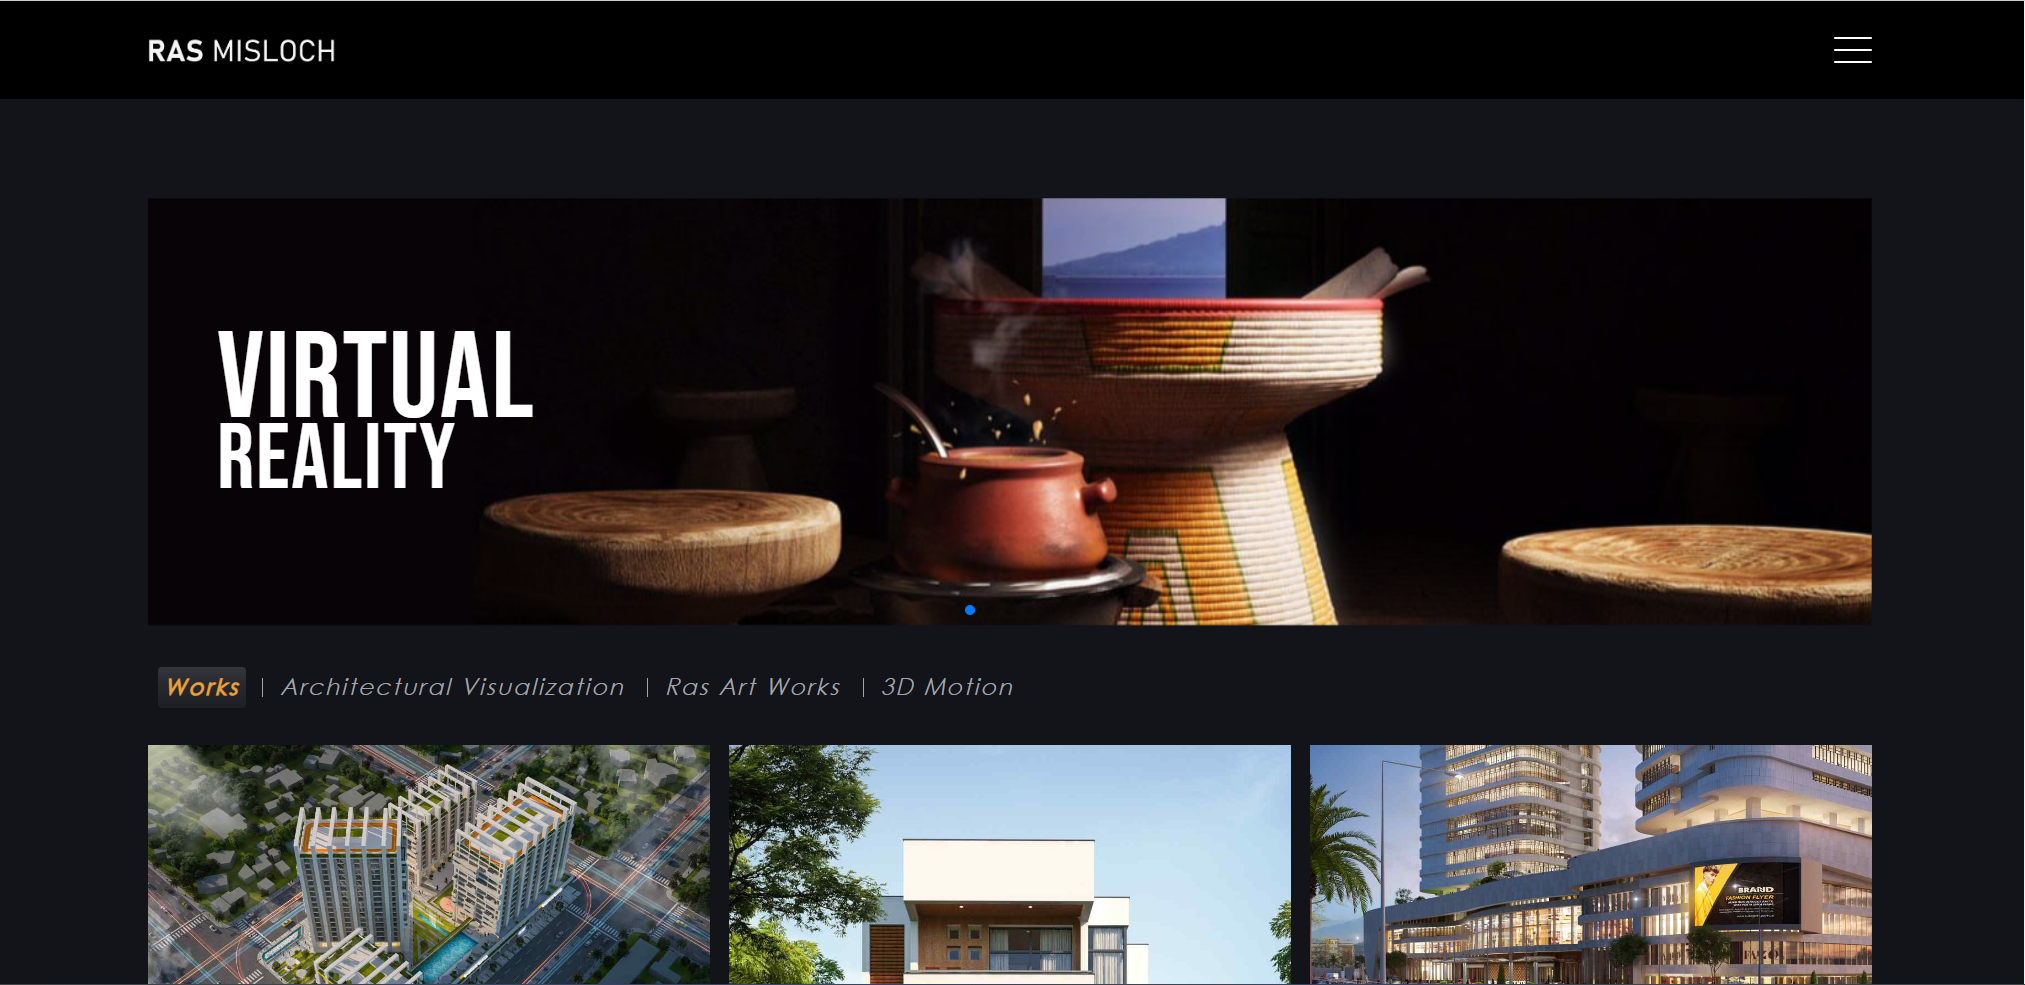 RAS MISLOCH
VIRTUAL
REALITY
Works | Architectural Visualization | Ras Art Works | 3D Motion
BRAND
FASHION FLYER